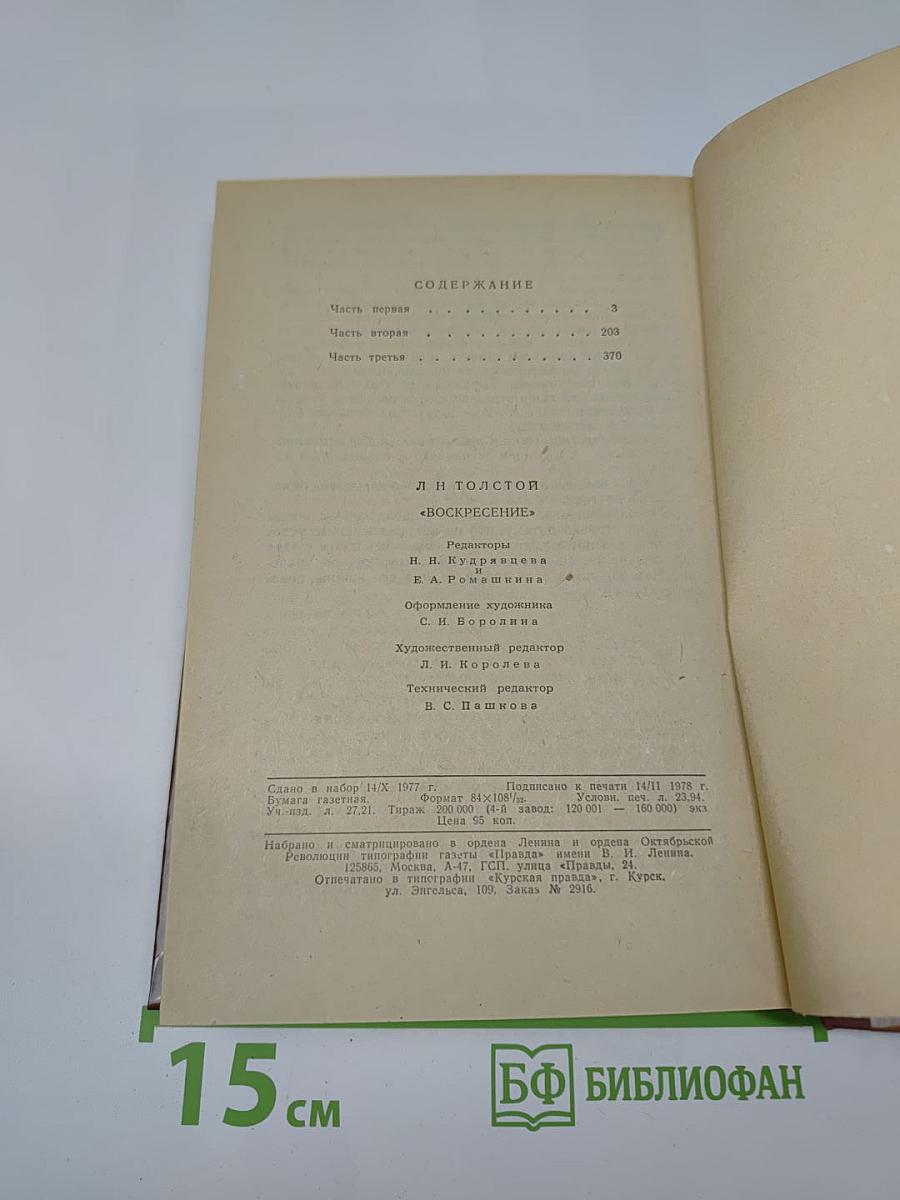 СОДЕРЖАНИЕ
Часть первая . . . . . . . . . . . 3
Часть вторая . . . . . . . . . . . 203
Часть третья . . . . . . . . . . . . 370
Л Н ТОЛСТОЙ
«ВОСКРЕСЕНИЕ»
Редакторы
Н. Н. Кудрявцева
и
Е. А. Ромашкина
Оформление художника
С. И. Боролина
Художественный редактор
Л. И. Королева
Технический редактор
В. С. Пашкова
Сдано в набор 14/X 1977 г. Подписано к печати 14/II 1978 г.
Бумага газетная. Формат 84×108¹/₃₂. Условн. печ. л. 23,94.
Уч.-изд. л. 27,21. Тираж 200 000 (4-й завод: 120 001 — 160 000) экз
Цена 95 коп.
Набрано и сматрицировано в ордена Ленина и ордена Октябрьской
Революции типографии газеты «Правда» имени В. И. Ленина.
125865, Москва, А-47, ГСП. улица «Правды, 24.
Отпечатано в типографии «Курская правда», г. Курск,
ул. Энгельса, 109. Заказ № 2916.
15 см
БФ БИБЛИОФАН